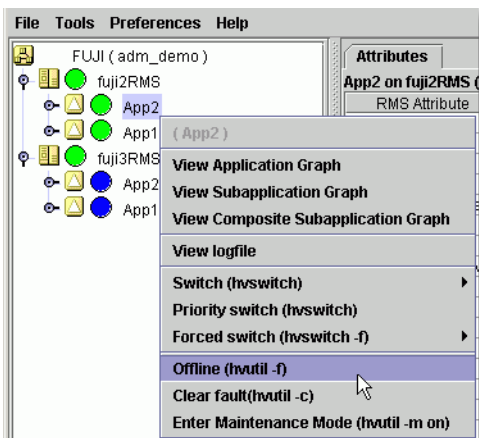 File Tools Preferences Help
FUJI ( adm_demo )
Attributes
fuji2RMS
App2 on fuji2RMS (
App2
RMS Attribute
App1
( App2 )
fuji3RMS
View Application Graph
App2
View Subapplication Graph
App1
View Composite Subapplication Graph
View logfile
Switch (hvswitch)
Priority switch (hvswitch)
Forced switch (hvswitch -f)
Offline (hvutil -f)
Clear fault(hvutil -c)
Enter Maintenance Mode (hvutil -m on)